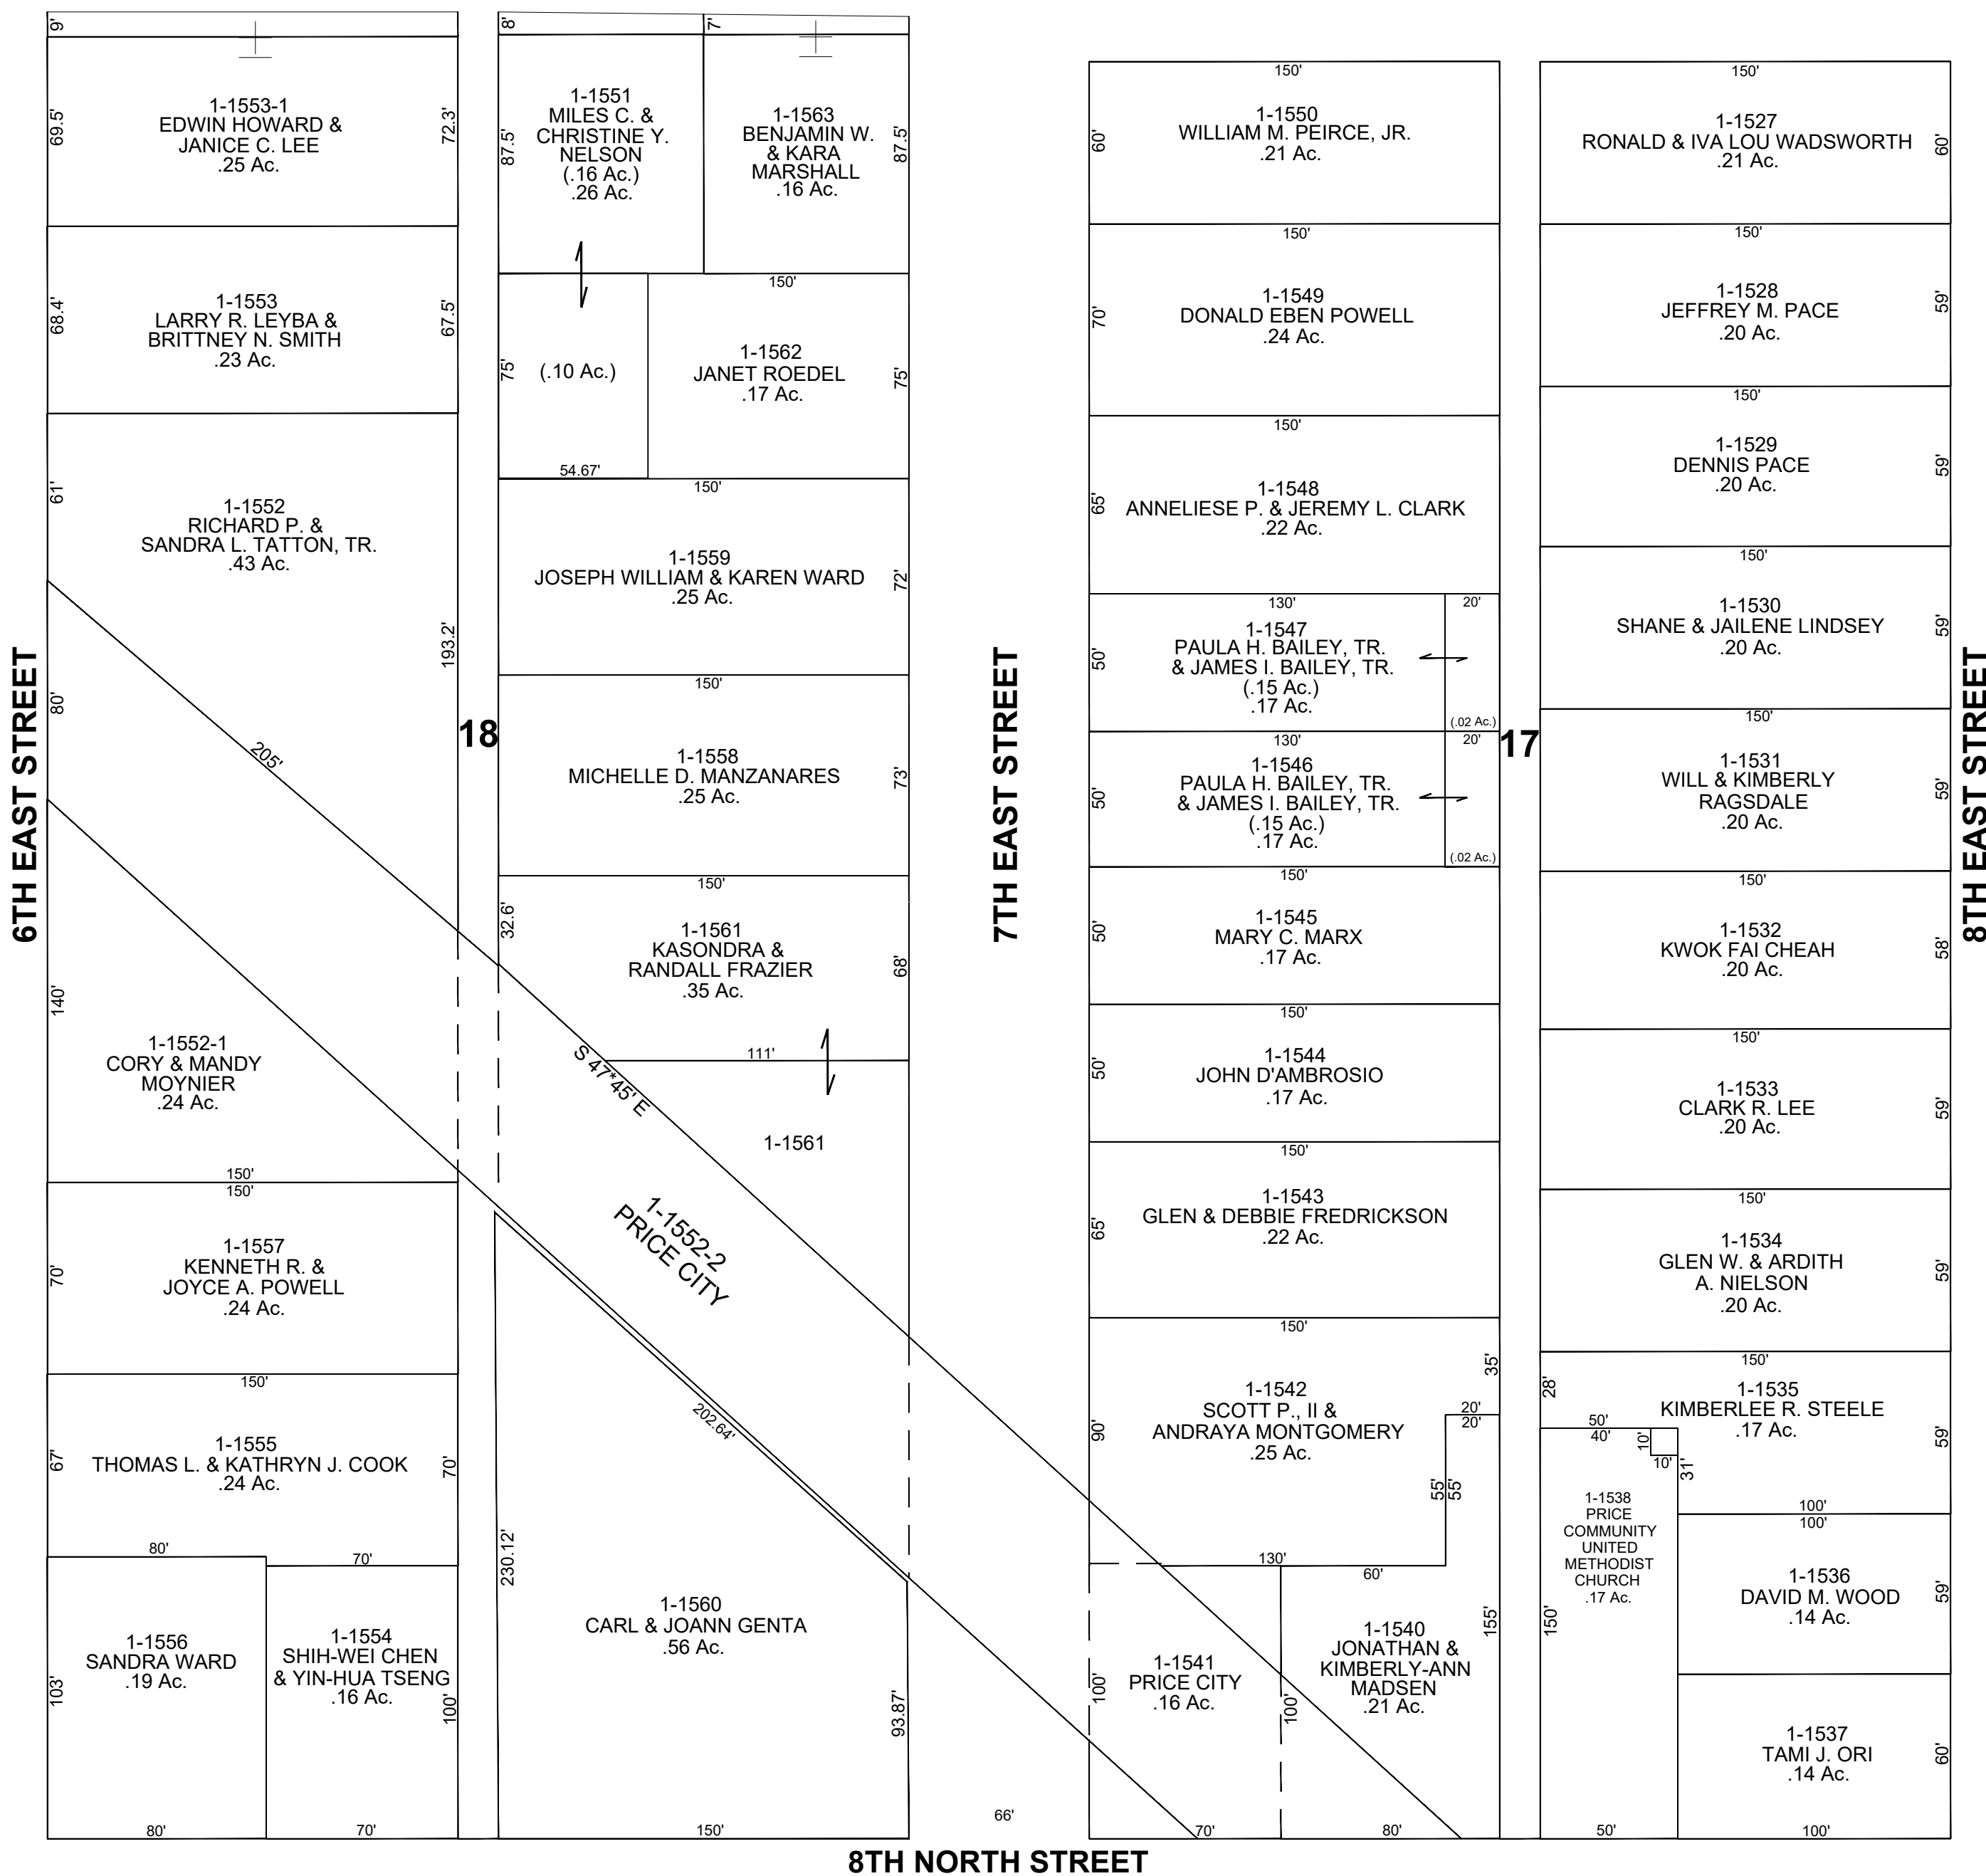 9'
69.5'
1-1553-1
EDWIN HOWARD &
JANICE C. LEE
.25 Ac.
72.3'
68.4'
1-1553
LARRY R. LEYBA &
BRITTNEY N. SMITH
.23 Ac.
67.5'
61'
1-1552
RICHARD P. &
SANDRA L. TATTON, TR.
.43 Ac.
193.2'
80'
205'
6TH EAST STREET
18
140'
1-1552-1
CORY & MANDY
MOYNIER
.24 Ac.
150'
150'
70'
1-1557
KENNETH R. &
JOYCE A. POWELL
.24 Ac.
150'
67'
1-1555
THOMAS L. & KATHRYN J. COOK
.24 Ac.
70'
80'
70'
103'
1-1556
SANDRA WARD
.19 Ac.
80'
1-1554
SHIH-WEI CHEN
& YIN-HUA TSENG
.16 Ac.
100'
70'
8'
7'
87.5'
1-1551
MILES C. &
CHRISTINE Y.
NELSON
(.16 Ac.)
.26 Ac.
1-1563
BENJAMIN W.
& KARA
MARSHALL
.16 Ac.
87.5'
150'
75'
(.10 Ac.)
54.67'
1-1562
JANET ROEDEL
.17 Ac.
75'
150'
1-1559
JOSEPH WILLIAM & KAREN WARD
.25 Ac.
72'
150'
1-1558
MICHELLE D. MANZANARES
.25 Ac.
73'
150'
32.6'
1-1561
KASONDRA &
RANDALL FRAZIER
.35 Ac.
68'
111'
S 47*45' E
1-1561
1-1552-2
PRICE CITY
202.64'
230.12'
1-1560
CARL & JOANN GENTA
.56 Ac.
93.87'
150'
7TH EAST STREET
66'
150'
60'
1-1550
WILLIAM M. PEIRCE, JR.
.21 Ac.
150'
70'
1-1549
DONALD EBEN POWELL
.24 Ac.
150'
65'
1-1548
ANNELIESE P. & JEREMY L. CLARK
.22 Ac.
130'
20'
50'
1-1547
PAULA H. BAILEY, TR.
& JAMES I. BAILEY, TR.
(.15 Ac.)
.17 Ac.
(.02 Ac.)
130'
20'
50'
1-1546
PAULA H. BAILEY, TR.
& JAMES I. BAILEY, TR.
(.15 Ac.)
.17 Ac.
(.02 Ac.)
17
150'
50'
1-1545
MARY C. MARX
.17 Ac.
150'
50'
1-1544
JOHN D'AMBROSIO
.17 Ac.
150'
65'
1-1543
GLEN & DEBBIE FREDRICKSON
.22 Ac.
150'
35'
90'
1-1542
SCOTT P., II &
ANDRAYA MONTGOMERY
.25 Ac.
20'
20'
55'
55'
130'
60'
100'
1-1541
PRICE CITY
.16 Ac.
100'
70'
1-1540
JONATHAN &
KIMBERLY-ANN
MADSEN
.21 Ac.
155'
80'
150'
1-1527
RONALD & IVA LOU WADSWORTH
.21 Ac.
60'
150'
1-1528
JEFFREY M. PACE
.20 Ac.
59'
150'
1-1529
DENNIS PACE
.20 Ac.
59'
150'
1-1530
SHANE & JAILENE LINDSEY
.20 Ac.
59'
150'
1-1531
WILL & KIMBERLY
RAGSDALE
.20 Ac.
59'
8TH EAST STREET
150'
1-1532
KWOK FAI CHEAH
.20 Ac.
58'
150'
1-1533
CLARK R. LEE
.20 Ac.
59'
150'
1-1534
GLEN W. & ARDITH
A. NIELSON
.20 Ac.
59'
150'
28'
1-1535
KIMBERLEE R. STEELE
.17 Ac.
59'
50'
40'
10'
10'
31'
1-1538
PRICE
COMMUNITY
UNITED
METHODIST
CHURCH
.17 Ac.
150'
50'
100'
100'
1-1536
DAVID M. WOOD
.14 Ac.
59'
1-1537
TAMI J. ORI
.14 Ac.
60'
100'
8TH NORTH STREET